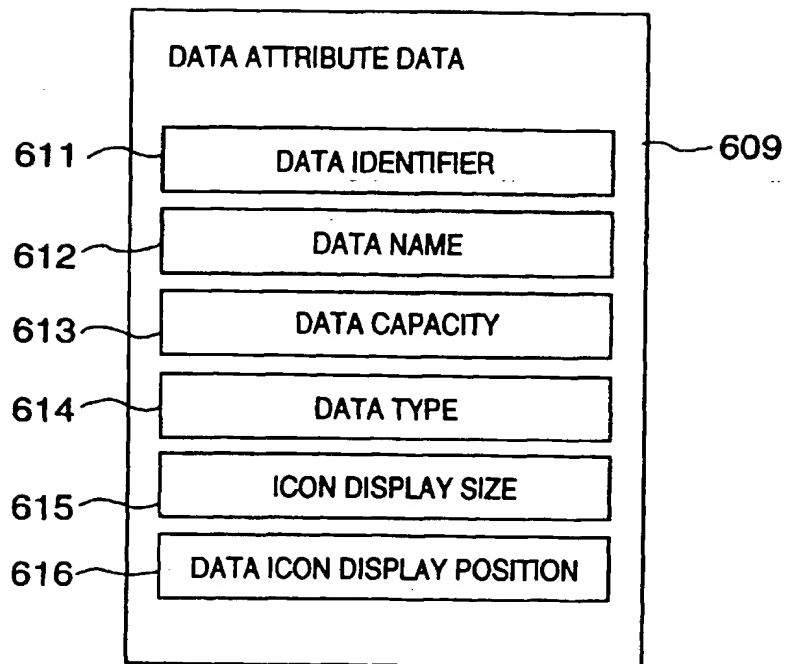 DATA ATTRIBUTE DATA
609
611 DATA IDENTIFIER
612 DATA NAME
613 DATA CAPACITY
614 DATA TYPE
615 ICON DISPLAY SIZE
616 DATA ICON DISPLAY POSITION